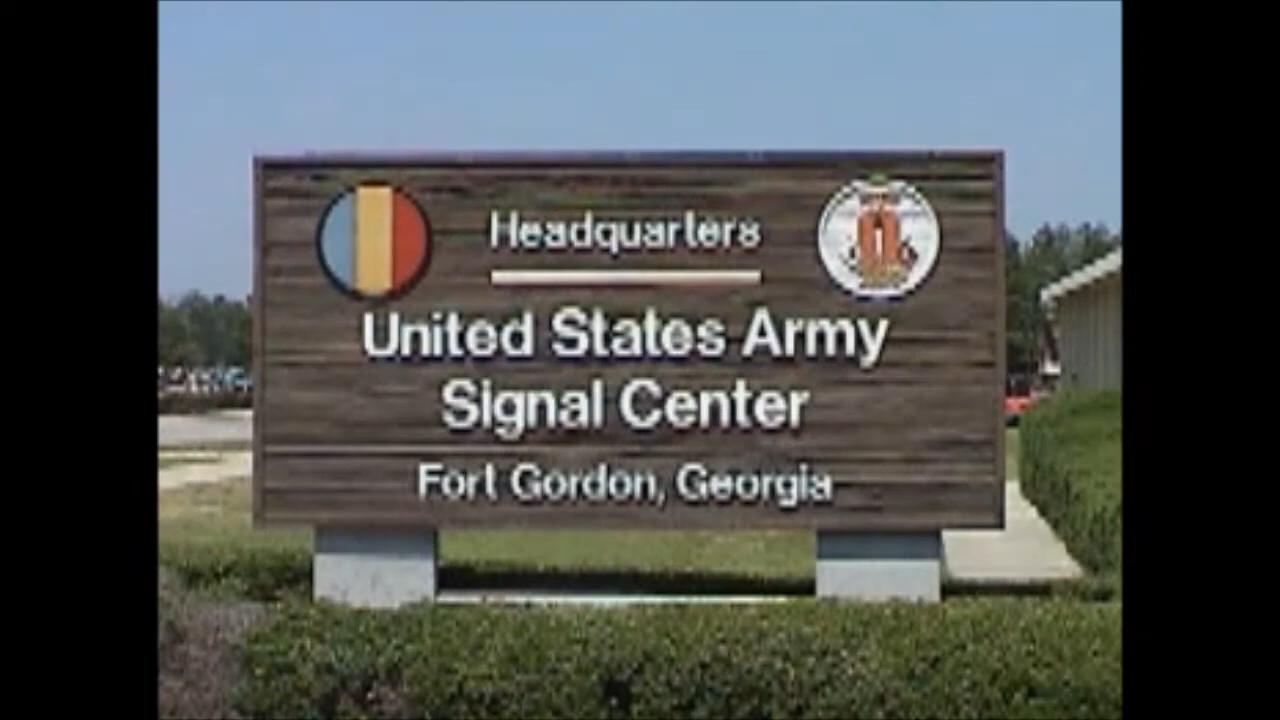 Headquarters
United States Army
Signal Center
Fort Gordon, Georgia